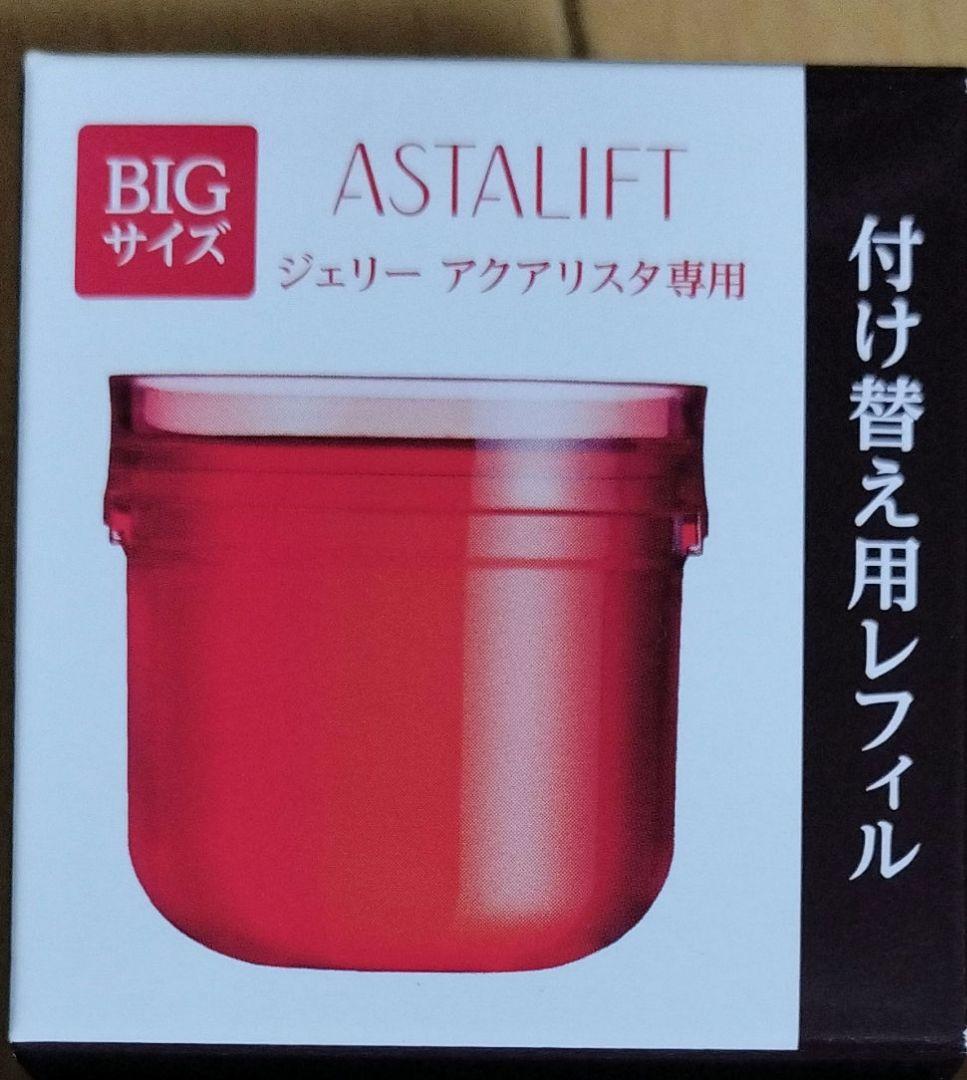 BIG
サイズ
ASTALIFT
ジェリー アクアリスタ専用
付け替え用レフィル